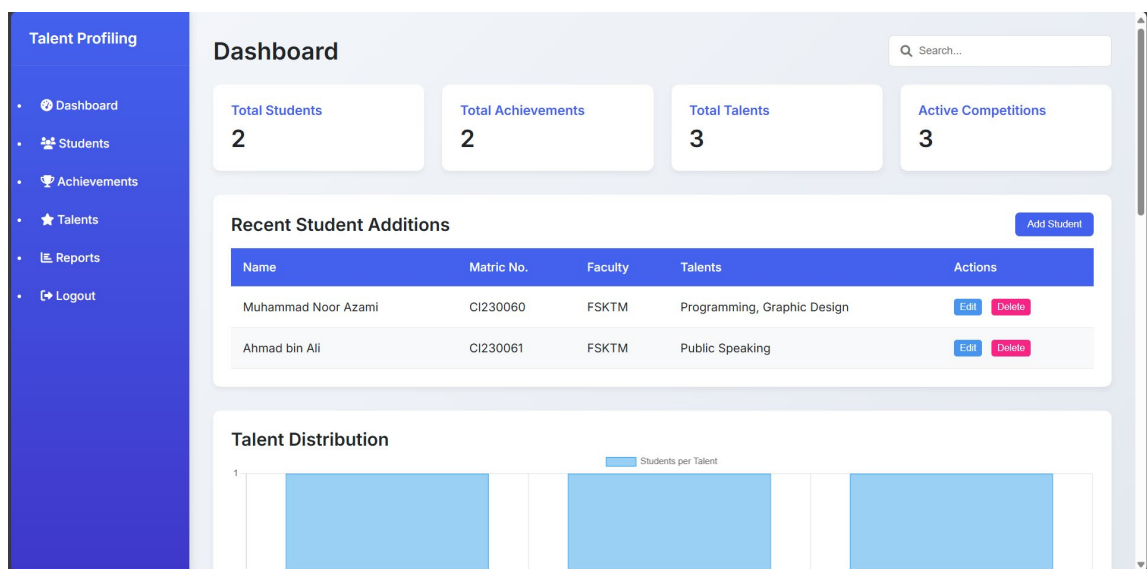 Talent Profiling
Dashboard
Students
Achievements
Talents
Reports
Logout
Dashboard
Search...
Total Students
2
Total Achievements
2
Total Talents
3
Active Competitions
3
Recent Student Additions
Add Student
Name Matric No. Faculty Talents Actions
Muhammad Noor Azami CI230060 FSKTM Programming, Graphic Design Edit Delete
Ahmad bin Ali CI230061 FSKTM Public Speaking Edit Delete
Talent Distribution
Students per Talent
1